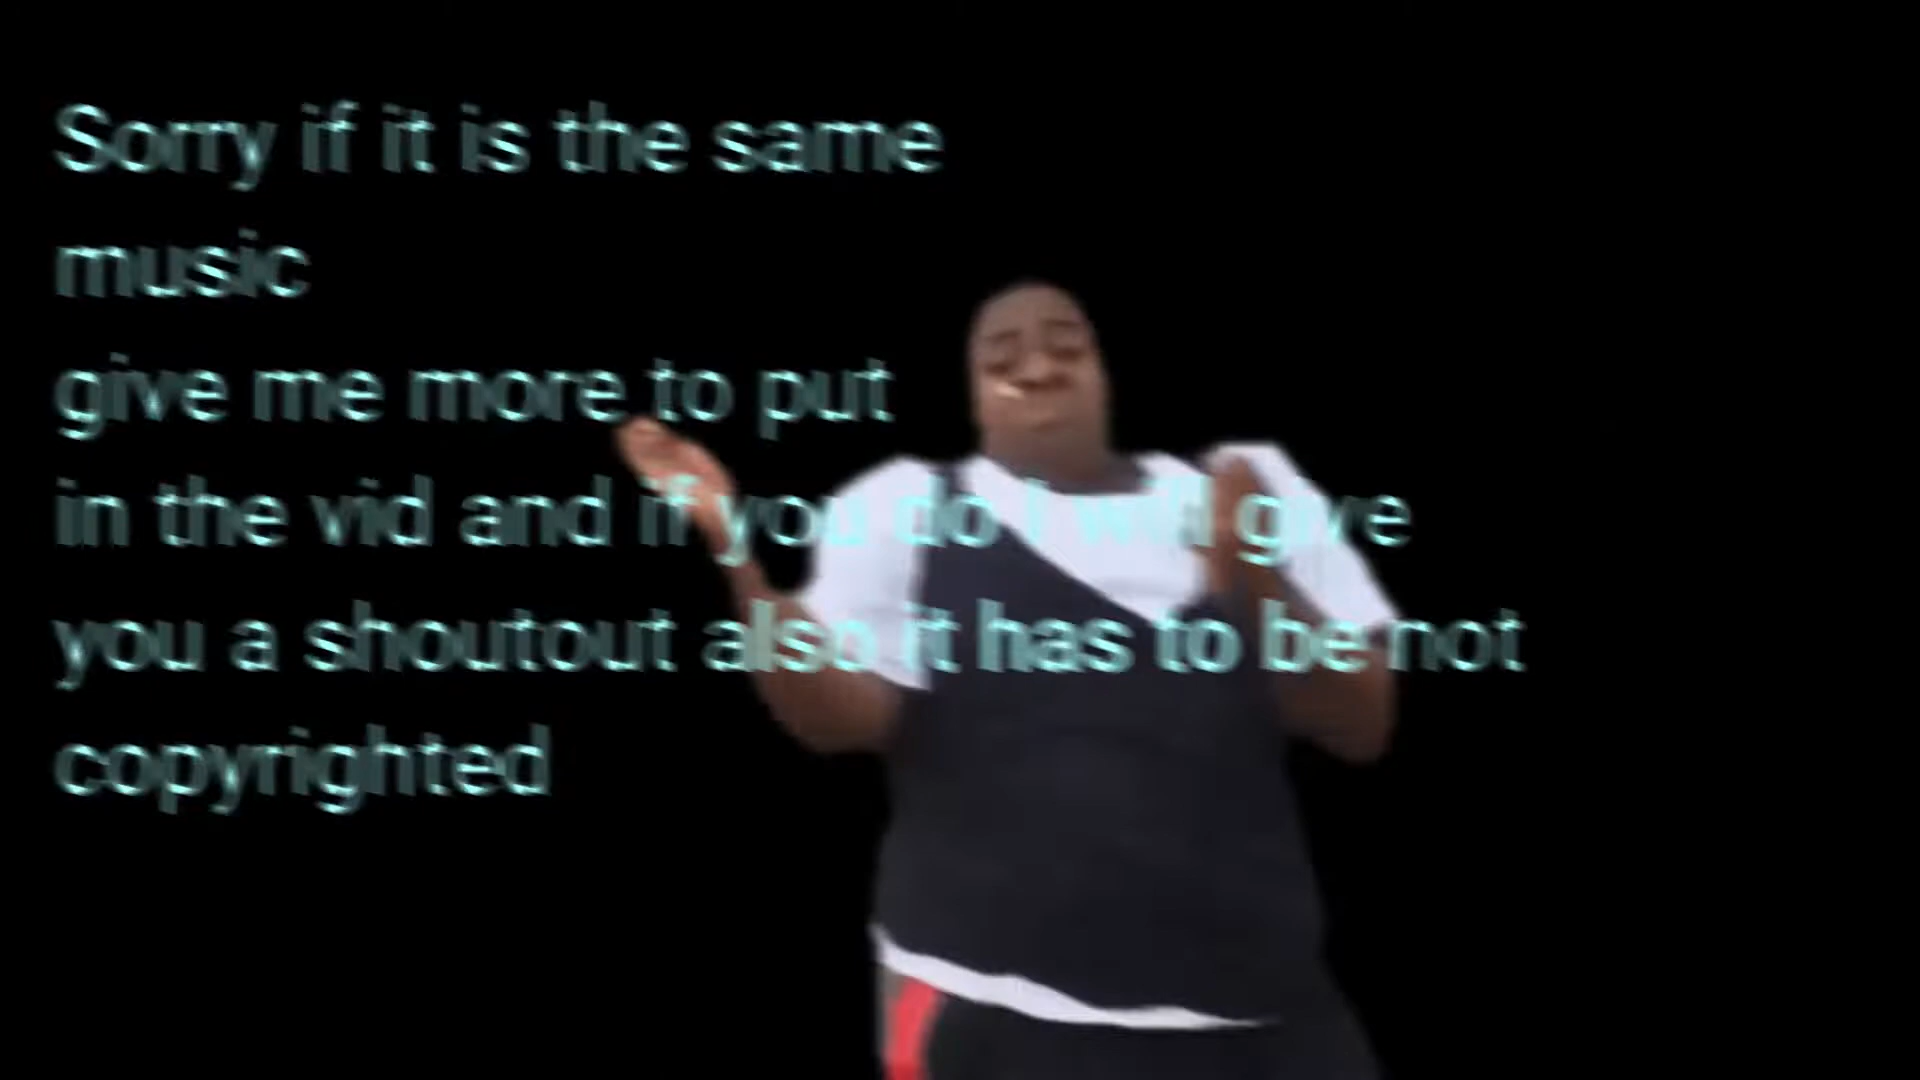 Sorry if it is the same
music
give me more to put
in the vid and if you do I will give
you a shoutout also it has to be not
copyrighted